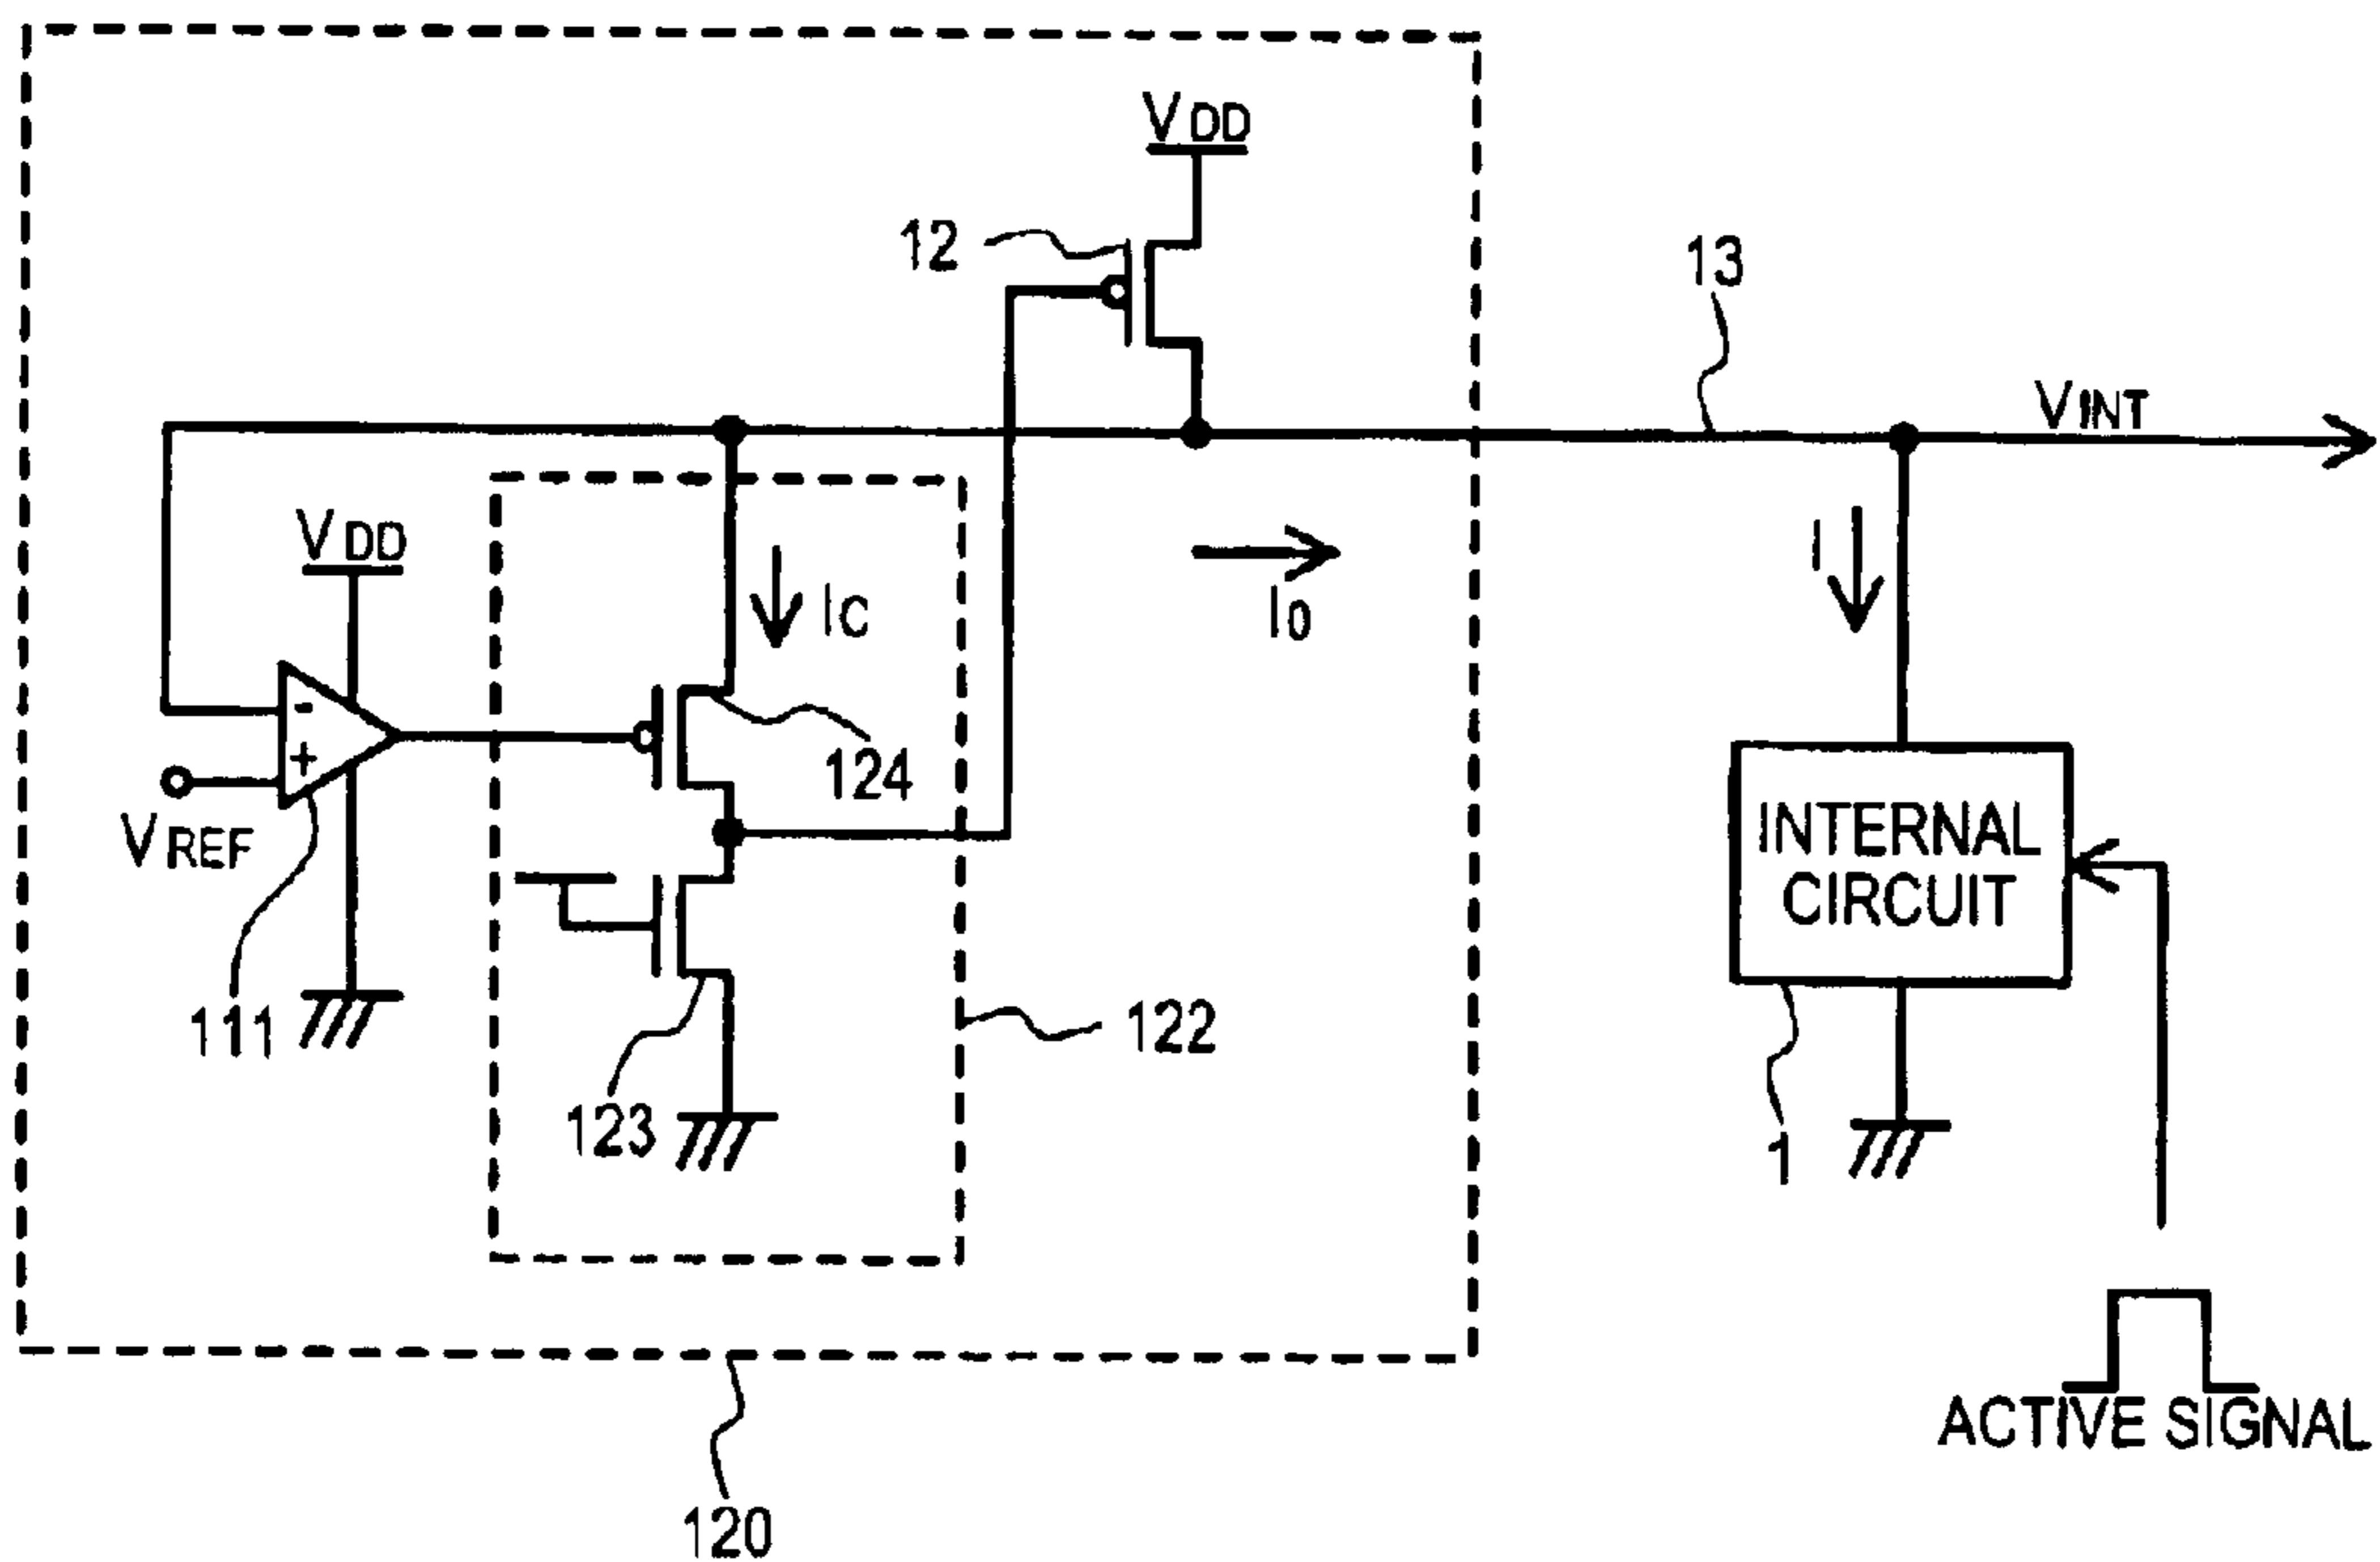 VDD
12
13
VINT
VDD
IC
I0
I
-
+
124
VREF
INTERNAL
CIRCUIT
111
122
123
1
ACTIVE SIGNAL
120